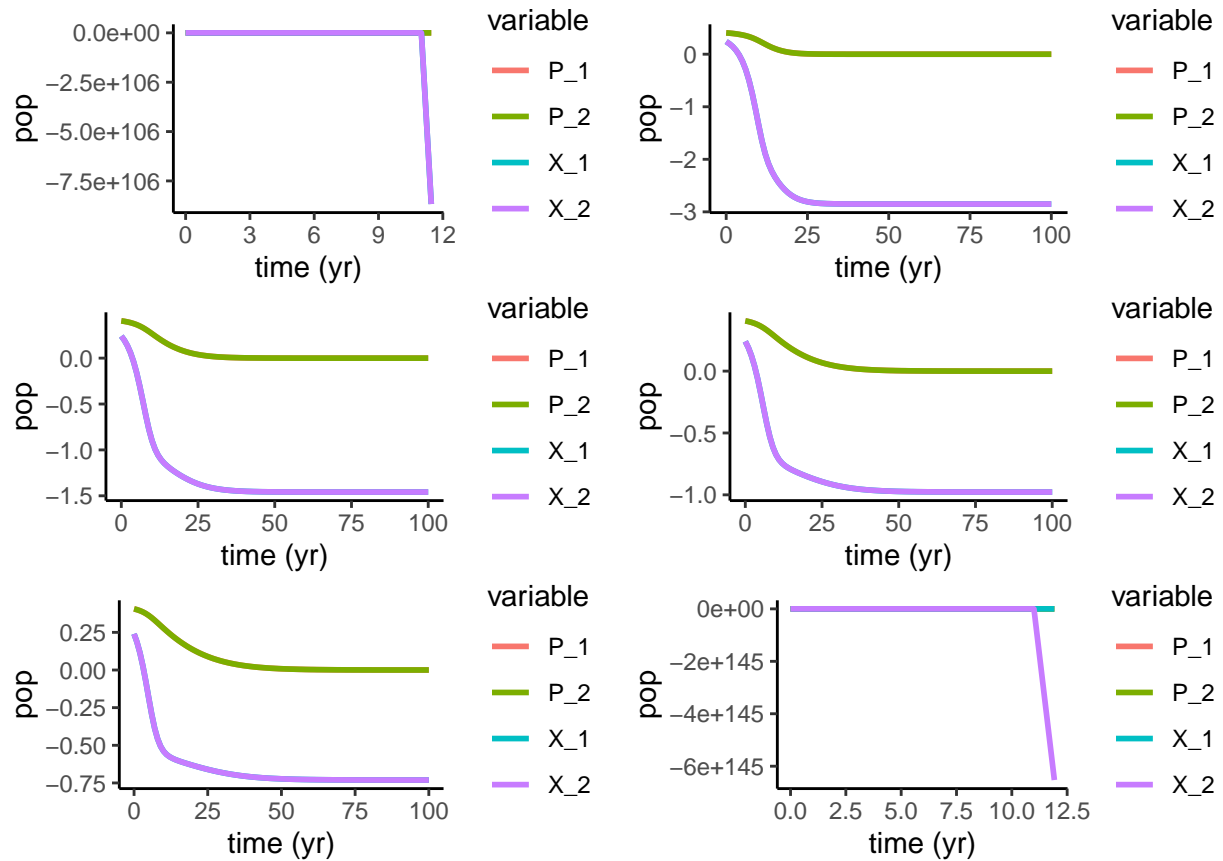 variable
0.0e+00
−2.5e+106
−5.0e+106
−7.5e+106
pop
0 3 6 9 12
time (yr)
P_1
P_2
X_1
X_2
variable
0
−1
−2
−3
pop
0 25 50 75 100
time (yr)
P_1
P_2
X_1
X_2
variable
0.0
−0.5
−1.0
−1.5
pop
0 25 50 75 100
time (yr)
P_1
P_2
X_1
X_2
variable
0.0
−0.5
−1.0
pop
0 25 50 75 100
time (yr)
P_1
P_2
X_1
X_2
variable
0.25
0.00
−0.25
−0.50
−0.75
pop
0 25 50 75 100
time (yr)
P_1
P_2
X_1
X_2
variable
0e+00
−2e+145
−4e+145
−6e+145
pop
0.0 2.5 5.0 7.5 10.0 12.5
time (yr)
P_1
P_2
X_1
X_2